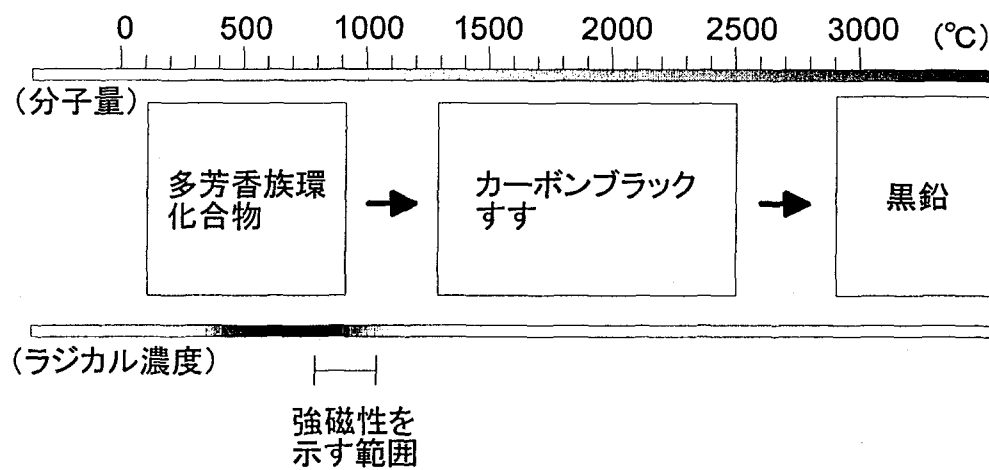 0 500 1000 1500 2000 2500 3000 (℃)
(分子量)
多芳香族環
化合物
カーボンブラック
すす
黒鉛
(ラジカル濃度)
強磁性を
示す範囲